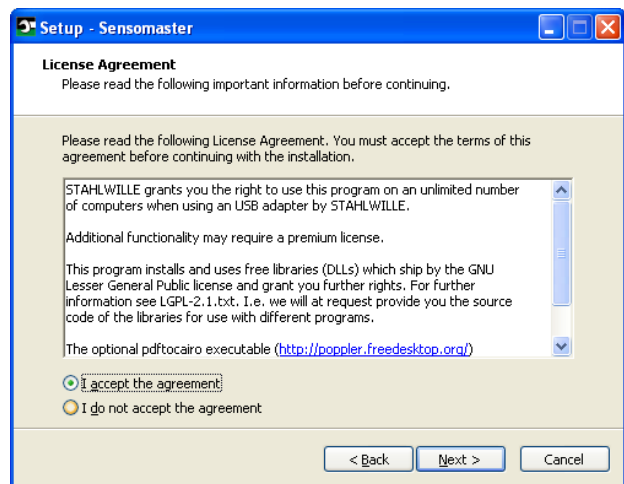 Setup - Sensomaster
License Agreement
Please read the following important information before continuing.
Please read the following License Agreement. You must accept the terms of this
agreement before continuing with the installation.
STAHLWILLE grants you the right to use this program on an unlimited number
of computers when using an USB adapter by STAHLWILLE.
Additional functionality may require a premium license.
This program installs and uses free libraries (DLLs) which ship by the GNU
Lesser General Public license and grant you further rights. For further
information see LGPL-2.1.txt. I.e. we will at request provide you the source
code of the libraries for use with different programs.
The optional pdftocairo executable (http://poppler.freedesktop.org/)
I accept the agreement
I do not accept the agreement
< Back Next > Cancel